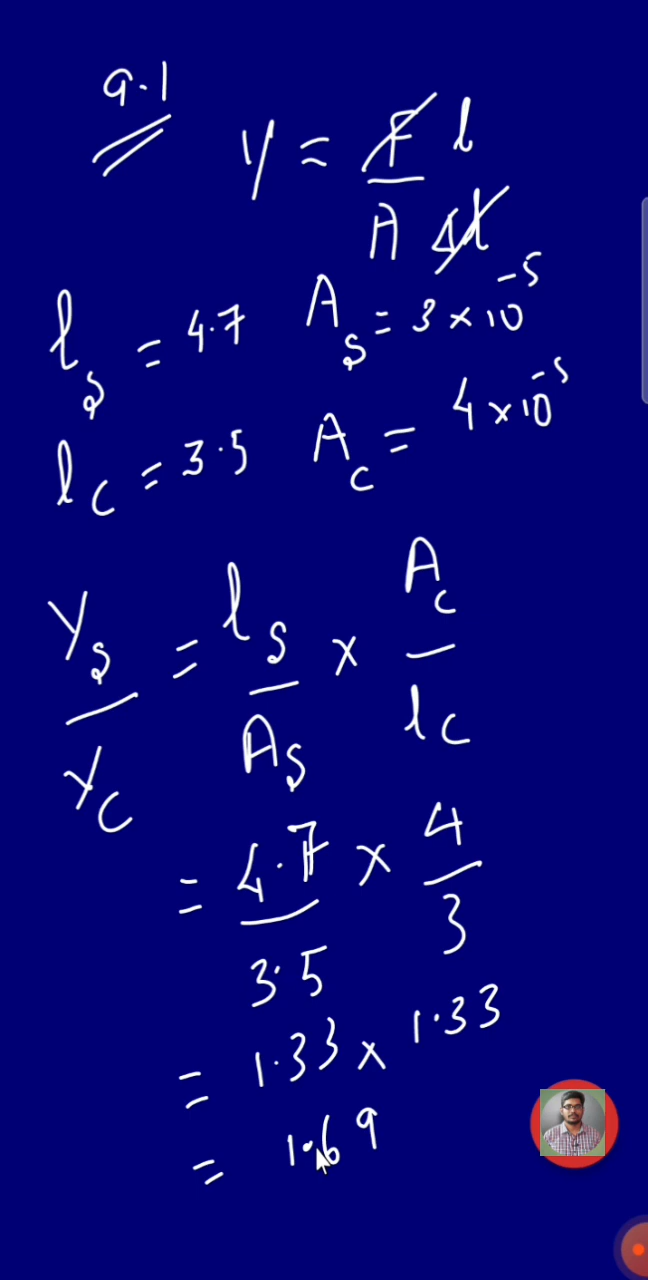 9.1
Y = F l / A Δl
l_s = 4.7 A_s = 3 × 10^-5
l_c = 3.5 A_c = 4 × 10^-5
Y_s / Y_c = l_s / A_s × A_c / l_c
= 4.7 / 3.5 × 4 / 3
= 1.33 × 1.33
= 1.69